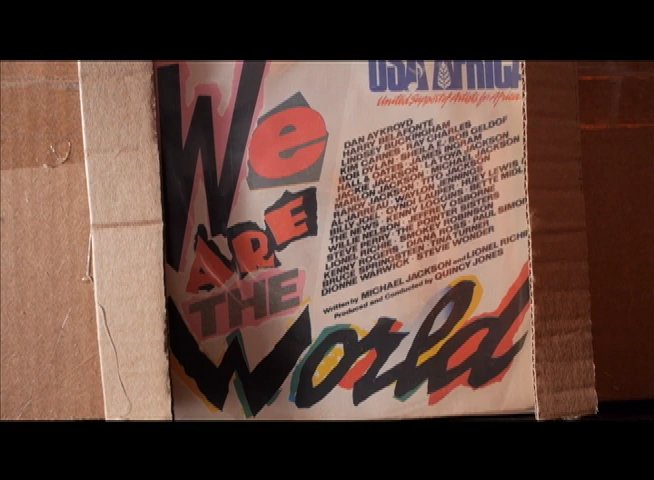 We
ARE
THE
World
USA AFRICA
United Support of Artists for Africa
DAN AYKROYD
HARRY BELAFONTE
LINDSEY BUCKINGHAM
KIM CARNES · RAY CHARLES
BOB DYLAN · SHEILA E. · BOB GELDOF
HALL & OATES · JAMES INGRAM
JACKIE JACKSON · LATOYA JACKSON
MARLON JACKSON · MICHAEL JACKSON
RANDY JACKSON · TITO JACKSON
AL JARREAU · WAYLON JENNINGS
BILLY JOEL · CYNDI LAUPER · HUEY LEWIS
THE NEWS · KENNY LOGGINS · BETTE MIDL
WILLIE NELSON · JEFFREY OSBORNE
STEVE PERRY · THE POINTER SISTERS
LIONEL RICHIE · SMOKEY ROBINSON
KENNY ROGERS · DIANA ROSS · PAUL SIMO
BRUCE SPRINGSTEEN · TINA TURNER
DIONNE WARWICK · STEVIE WONDER
Written by MICHAEL JACKSON and LIONEL RICHIE
Produced and Conducted by QUINCY JONES